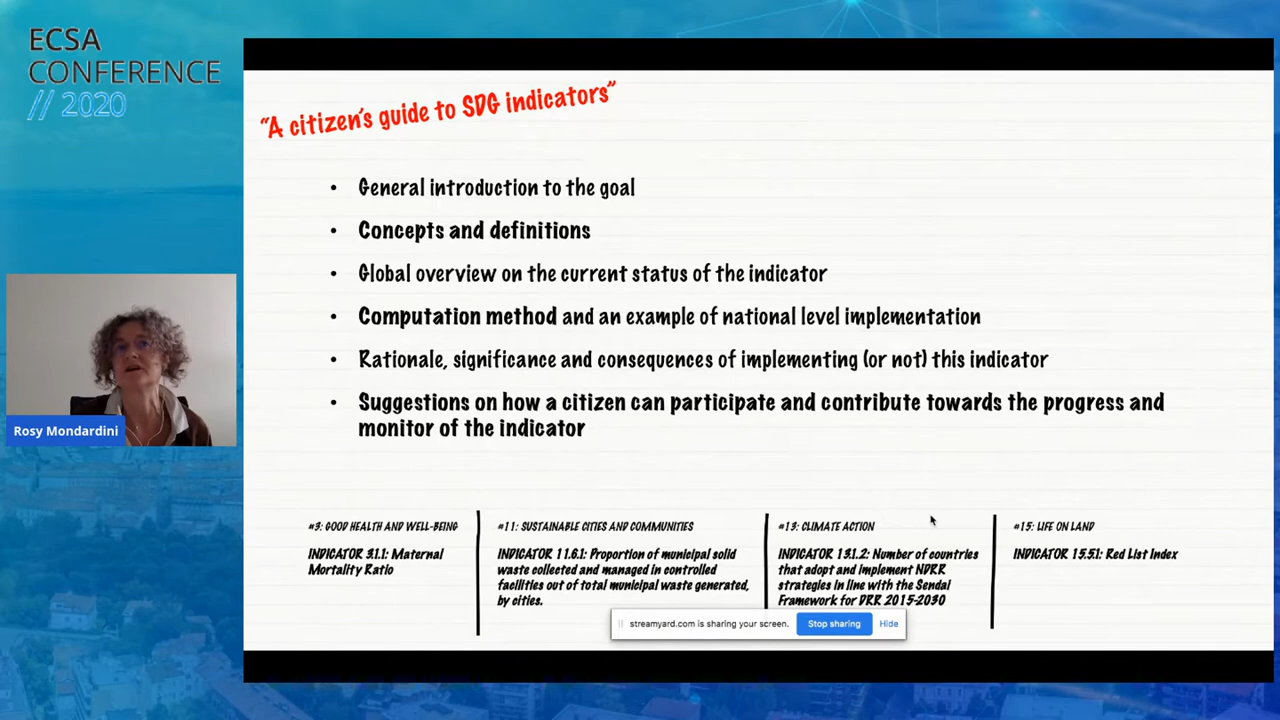 ECSA
CONFERENCE
// 2020
"A citizen's guide to SDG indicators"
• General introduction to the goal
• Concepts and definitions
• Global overview on the current status of the indicator
• Computation method and an example of national level implementation
• Rationale, significance and consequences of implementing (or not) this indicator
• Suggestions on how a citizen can participate and contribute towards the progress and
monitor of the indicator
Rosy Mondardini
#3: GOOD HEALTH AND WELL-BEING
INDICATOR 3.1.1: Maternal
Mortality Ratio
#11: SUSTAINABLE CITIES AND COMMUNITIES
INDICATOR 11.6.1: Proportion of municipal solid
waste collected and managed in controlled
facilities out of total municipal waste generated,
by cities.
#13: CLIMATE ACTION
INDICATOR 13.1.2: Number of countries
that adopt and implement NDRR
strategies in line with the Sendai
Framework for DRR 2015-2030
#15: LIFE ON LAND
INDICATOR 15.5.1: Red List Index
streamyard.com is sharing your screen.
Stop sharing
Hide